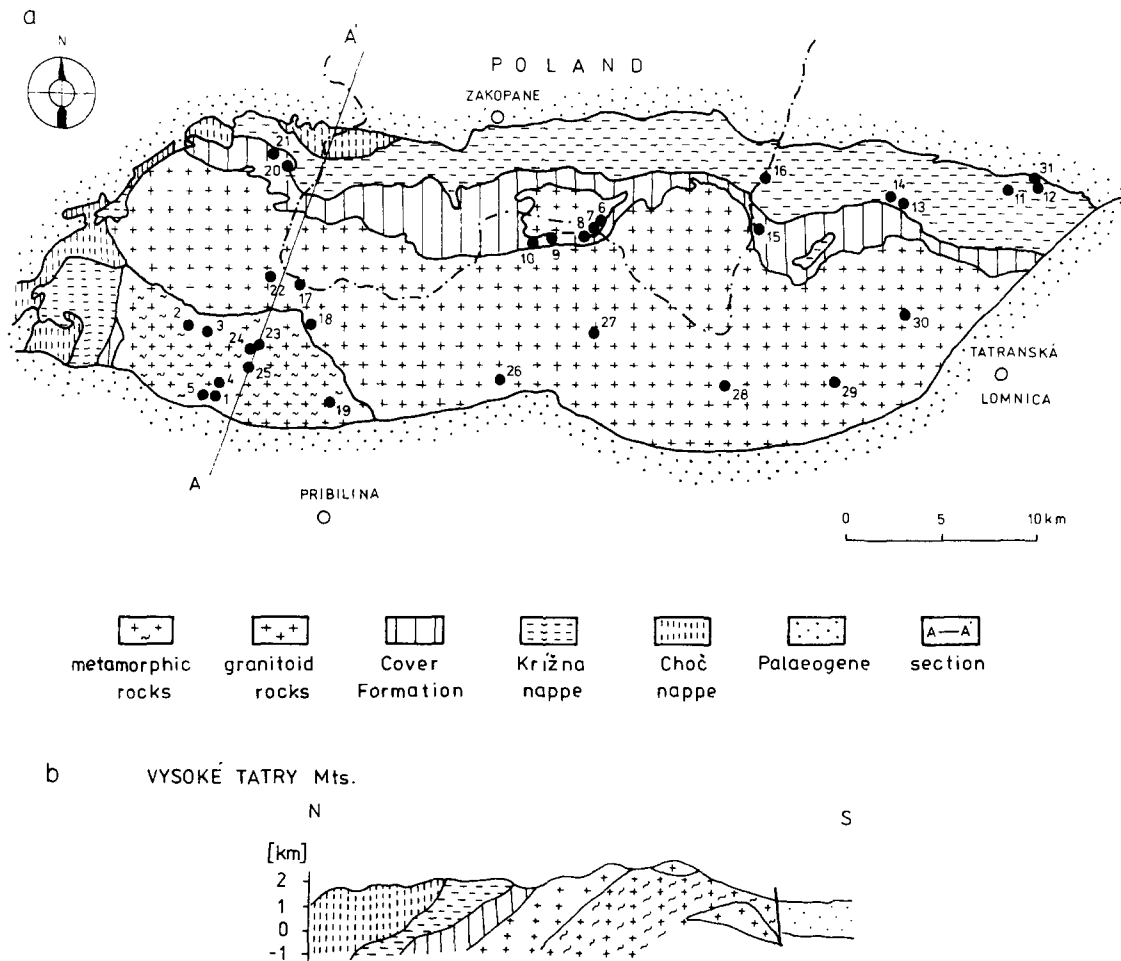 a
N
A'
POLAND
ZAKOPANE
2
20
16
31
14
11
12
13
6
7
8
15
10
9
22
17
2
3
18
24
23
27
30
25
TATRANSKÁ
LOMNICA
5
4
1
26
28
29
19
A
PRIBILINA
0 5 10 km
metamorphic rocks
granitoid rocks
Cover Formation
Krížna nappe
Choč nappe
Palaeogene
A — A'
section
b
VYSOKÉ TATRY Mts.
N
S
[km]
2
1
0
-1